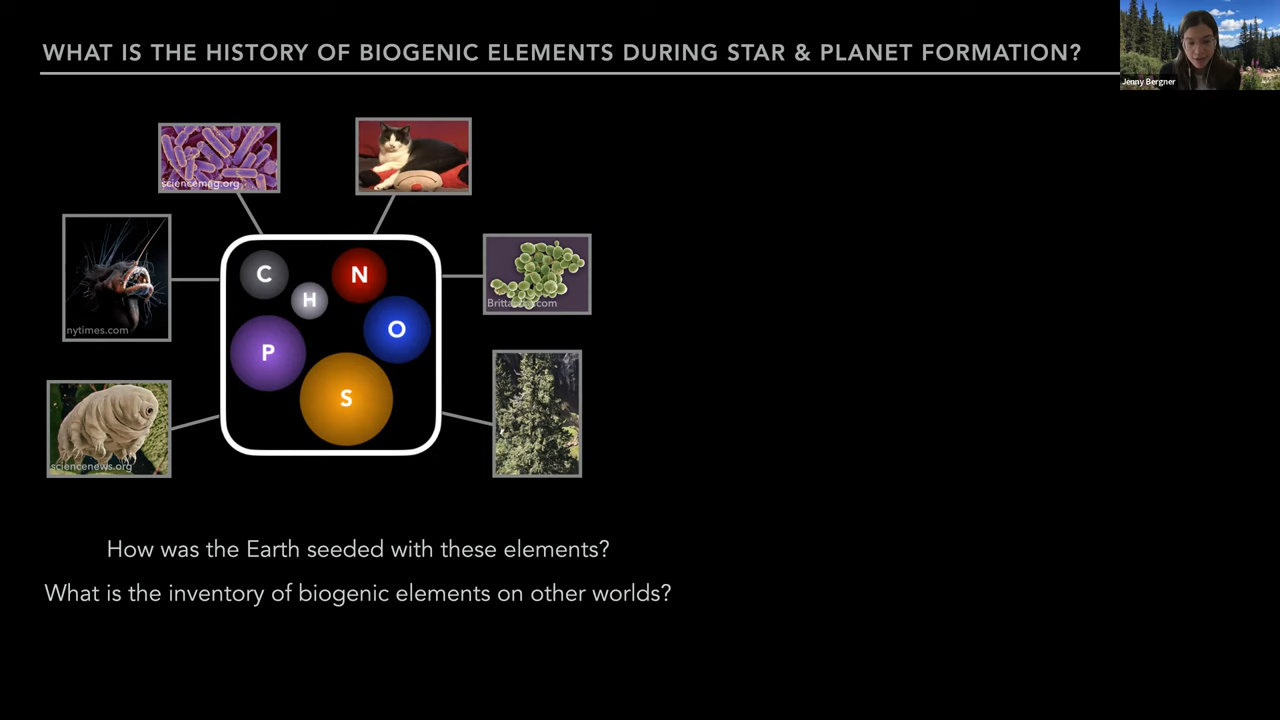 WHAT IS THE HISTORY OF BIOGENIC ELEMENTS DURING STAR & PLANET FORMATION?
Jenny Bergner
sciencemag.org
nytimes.com
C
N
H
O
P
S
sciencenews.org
How was the Earth seeded with these elements?
What is the inventory of biogenic elements on other worlds?